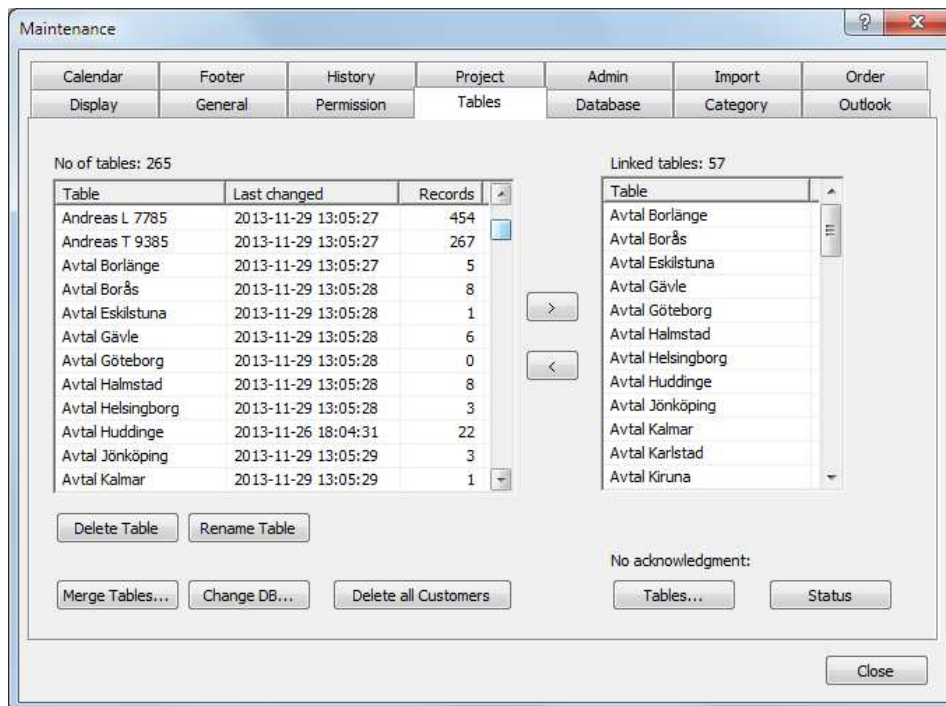 Maintenance
Calendar Footer History Project Admin Import Order
Display General Permission Tables Database Category Outlook
No of tables: 265
Table Last changed Records
Andreas L 7785 2013-11-29 13:05:27 454
Andreas T 9385 2013-11-29 13:05:27 267
Avtal Borlänge 2013-11-29 13:05:27 5
Avtal Borås 2013-11-29 13:05:28 8
Avtal Eskilstuna 2013-11-29 13:05:28 1
Avtal Gävle 2013-11-29 13:05:28 6
Avtal Göteborg 2013-11-29 13:05:28 0
Avtal Halmstad 2013-11-29 13:05:28 8
Avtal Helsingborg 2013-11-29 13:05:28 3
Avtal Huddinge 2013-11-26 18:04:31 22
Avtal Jönköping 2013-11-29 13:05:29 3
Avtal Kalmar 2013-11-29 13:05:29 1
> 
<
Linked tables: 57
Table
Avtal Borlänge
Avtal Borås
Avtal Eskilstuna
Avtal Gävle
Avtal Göteborg
Avtal Halmstad
Avtal Helsingborg
Avtal Huddinge
Avtal Jönköping
Avtal Kalmar
Avtal Karlstad
Avtal Kiruna
Delete Table Rename Table
No acknowledgment:
Merge Tables... Change DB... Delete all Customers Tables... Status
Close